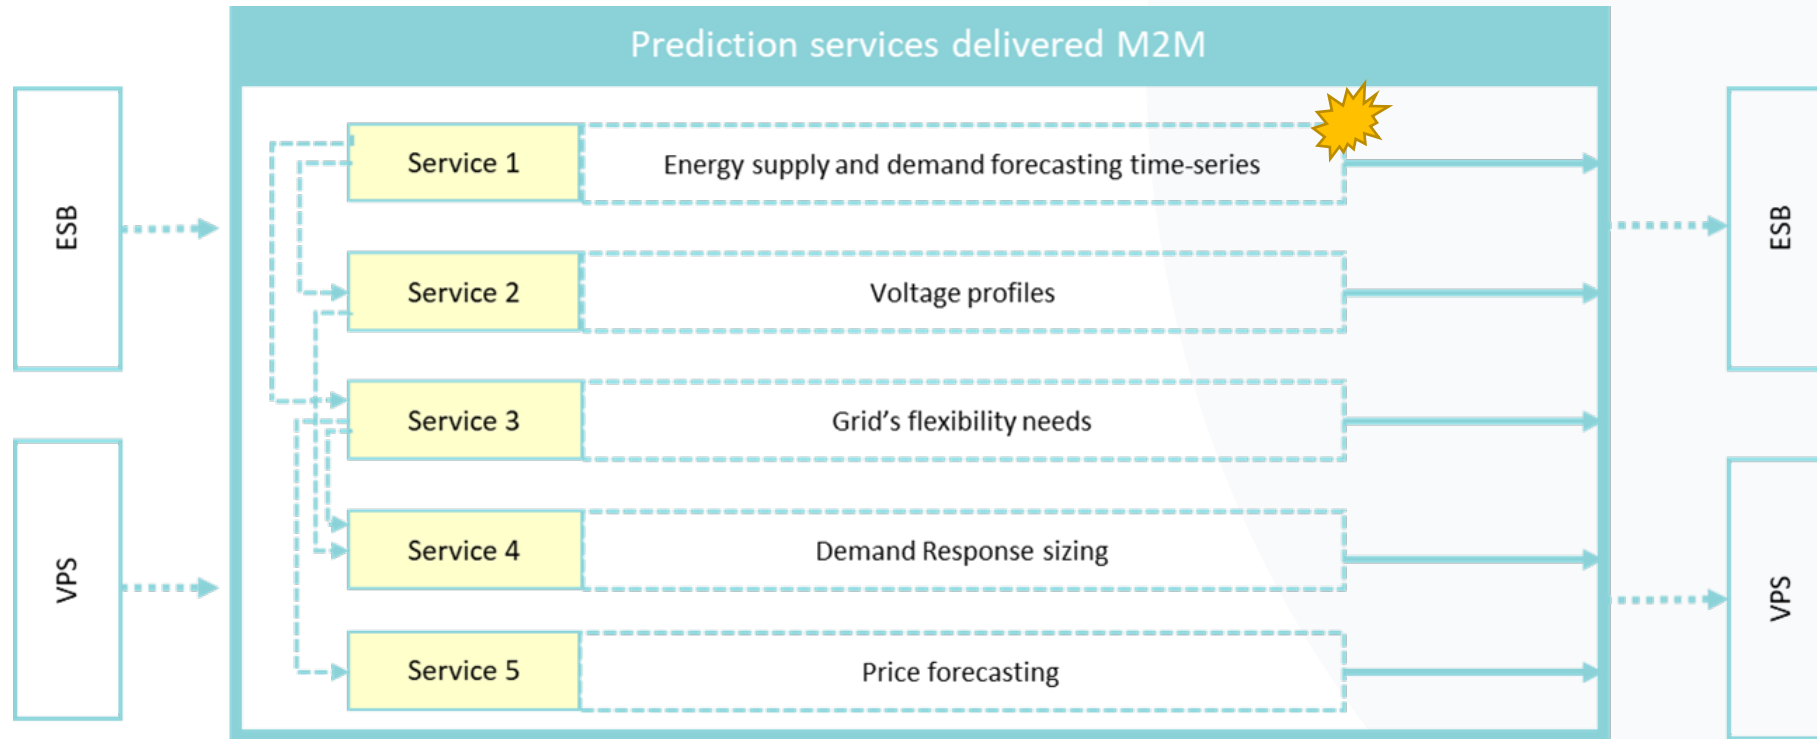 Prediction services delivered M2M
ESB
VPS
Service 1
Energy supply and demand forecasting time-series
Service 2
Voltage profiles
Service 3
Grid’s flexibility needs
Service 4
Demand Response sizing
Service 5
Price forecasting
ESB
VPS